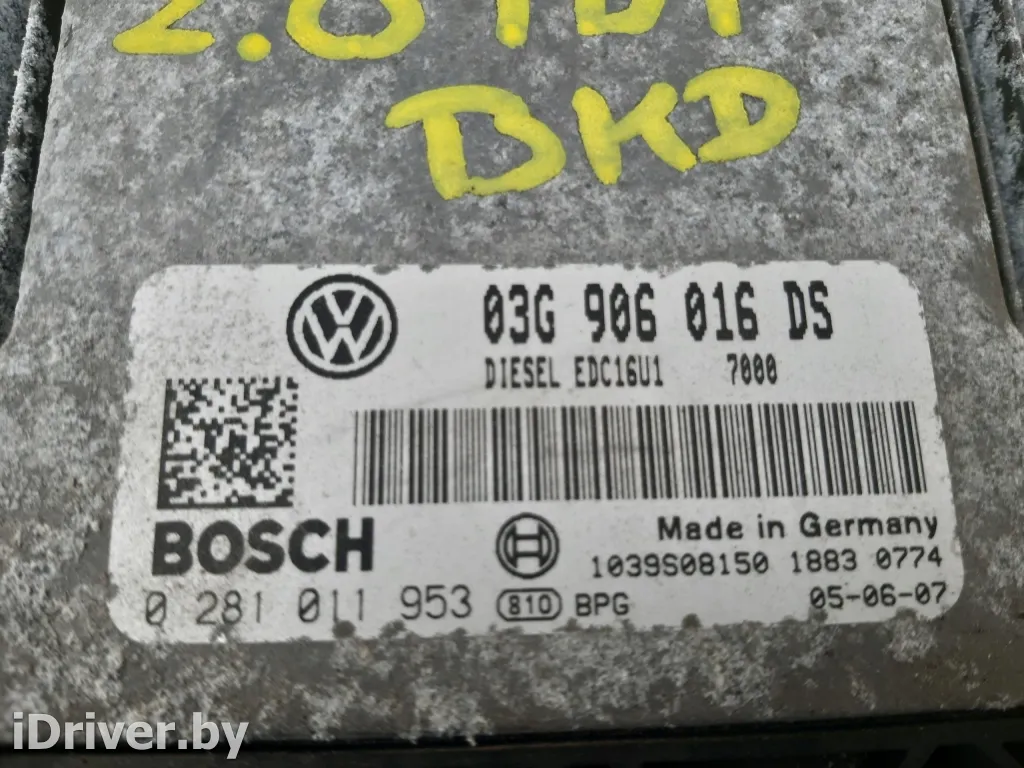 2.0 TDI
BKD
03G 906 016 DS
DIESEL EDC16U1 7000
BOSCH
Made in Germany
1039S08150 1883 0774
0 281 011 953 810 BPG
05-06-07
iDriver.by